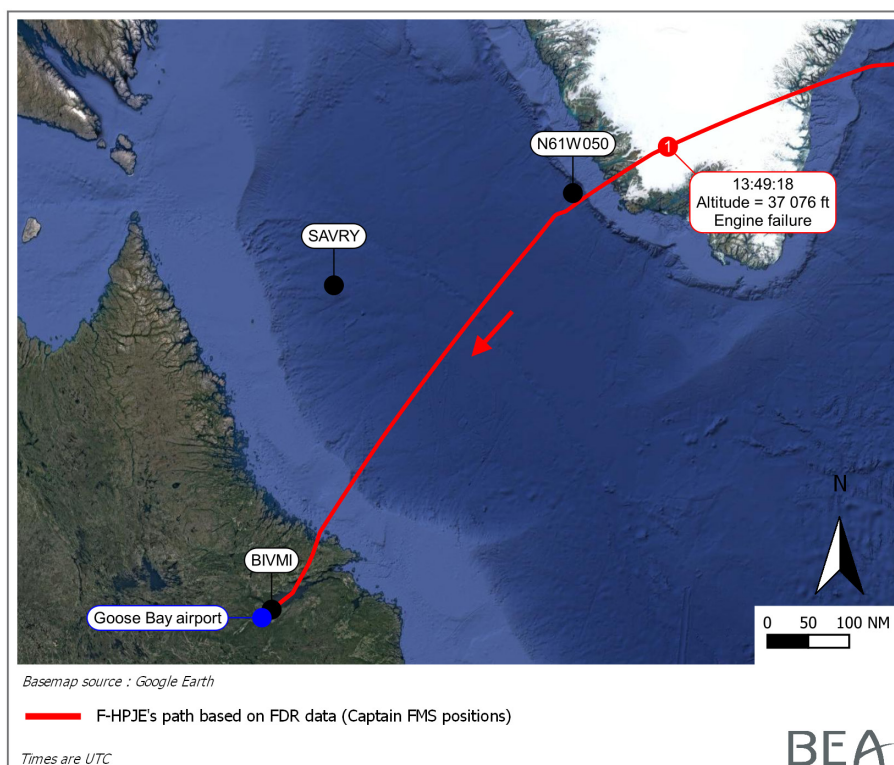 N61W050
1
13:49:18
Altitude = 37 076 ft
Engine failure
SAVRY
N
BIVMI
Goose Bay airport
0 50 100 NM
Basemap source : Google Earth
F-HPJE's path based on FDR data (Captain FMS positions)
Times are UTC
BEA